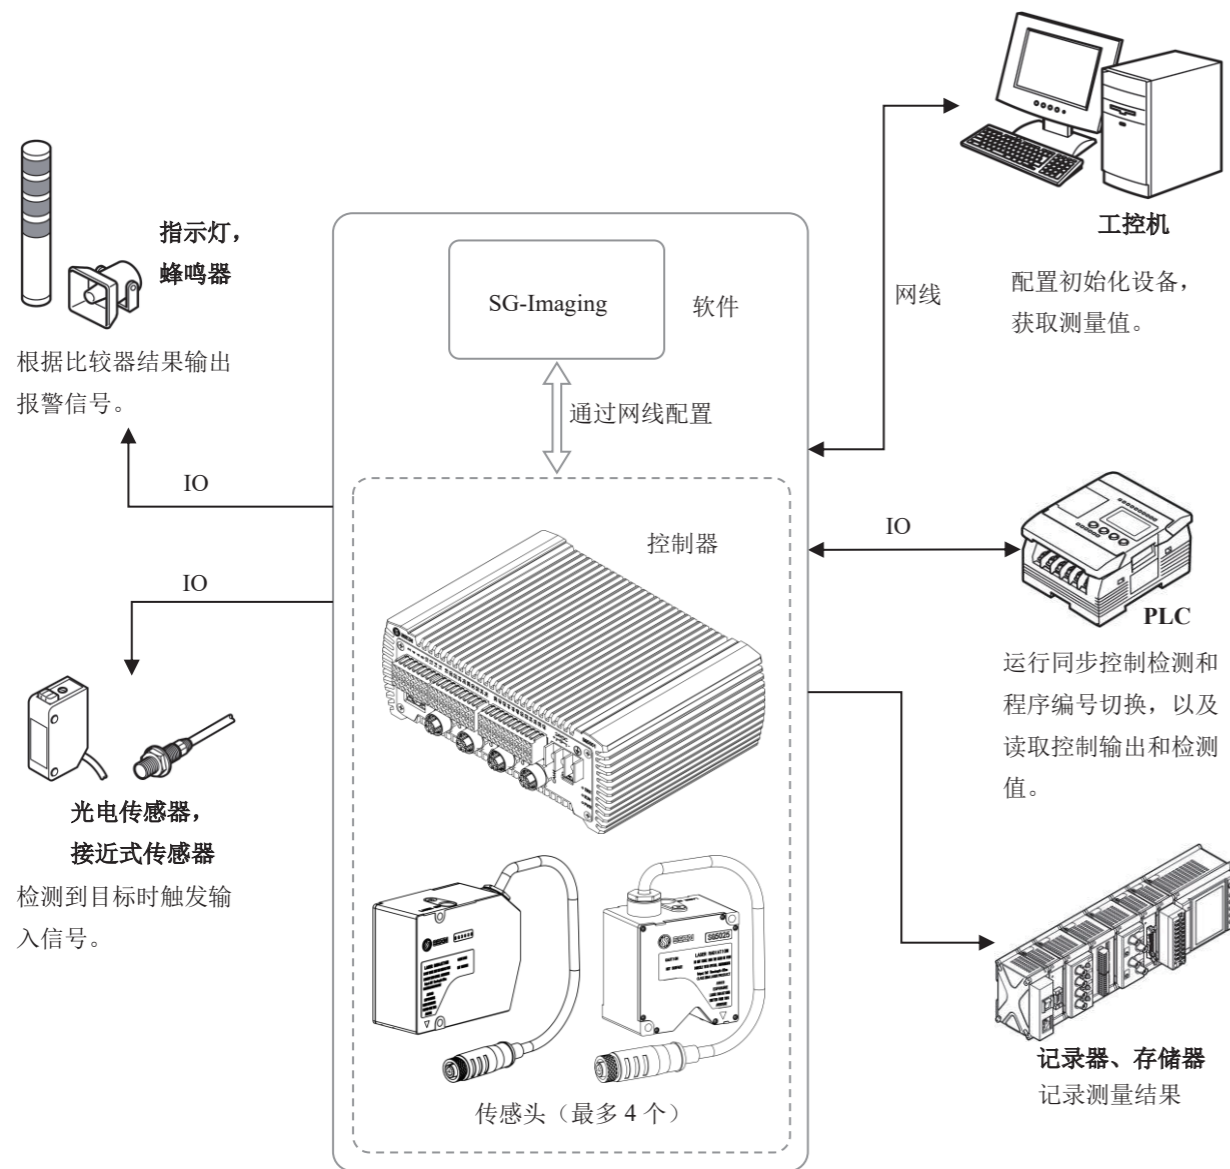 工控机
配置初始化设备，
获取测量值。
指示灯，
蜂鸣器
根据比较器结果输出
报警信号。
SG-Imaging
软件
网线
通过网线配置
IO
IO
控制器
IO
PLC
运行同步控制检测和
程序编号切换，以及
读取控制输出和检测
值。
光电传感器，
接近式传感器
检测到目标时触发输
入信号。
传感头（最多 4 个）
记录器、存储器
记录测量结果